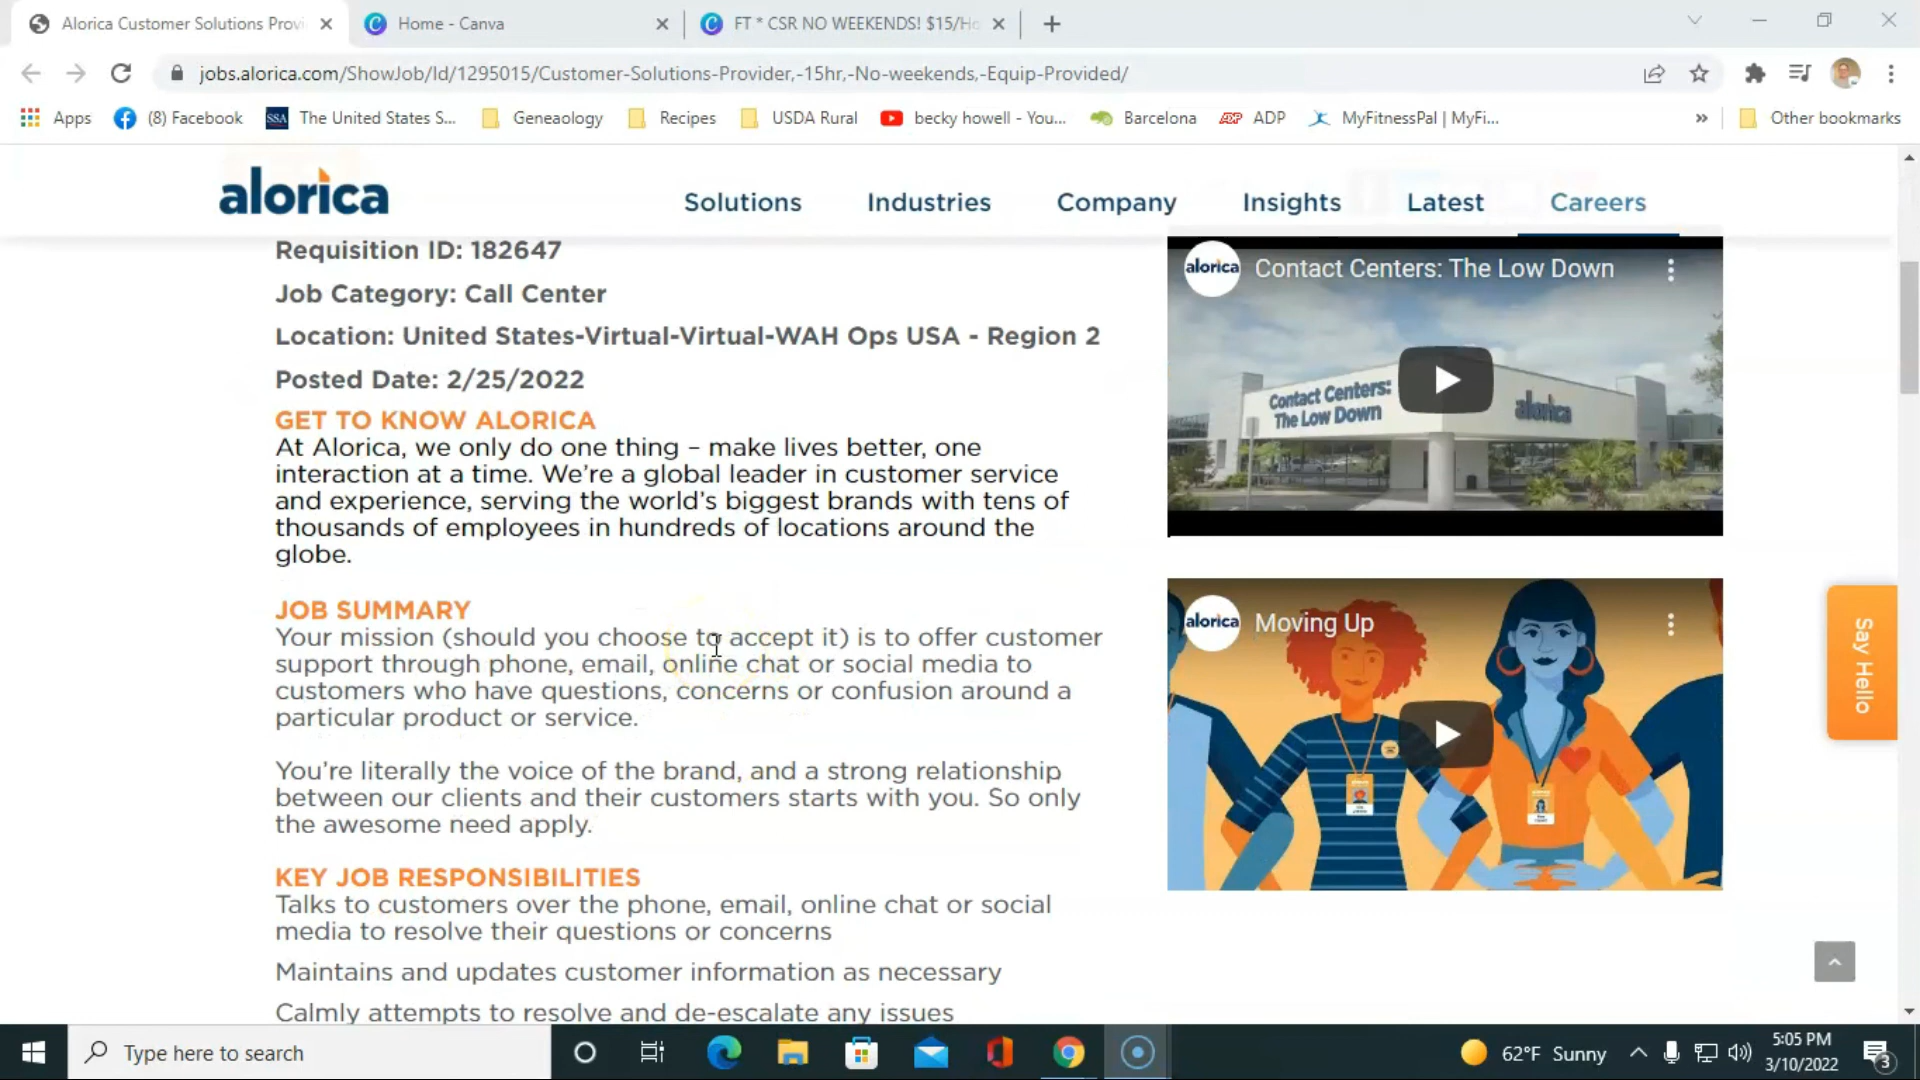 Alorica Customer Solutions Provi
Home - Canva
FT * CSR NO WEEKENDS! $15/Ho
jobs.alorica.com/ShowJob/Id/1295015/Customer-Solutions-Provider,-15hr,-No-weekends,-Equip-Provided/
Apps
(8) Facebook
SSA
The United States S...
Geneaology
Recipes
USDA Rural
becky howell - You...
Barcelona
ADP
ADP
MyFitnessPal | MyFi...
»
Other bookmarks
alorica
Solutions
Industries
Company
Insights
Latest
Careers
Requisition ID: 182647
Job Category: Call Center
Location: United States-Virtual-Virtual-WAH Ops USA - Region 2
Posted Date: 2/25/2022
GET TO KNOW ALORICA
At Alorica, we only do one thing – make lives better, one
interaction at a time. We're a global leader in customer service
and experience, serving the world's biggest brands with tens of
thousands of employees in hundreds of locations around the
globe.
JOB SUMMARY
Your mission (should you choose to accept it) is to offer customer
support through phone, email, online chat or social media to
customers who have questions, concerns or confusion around a
particular product or service.
You're literally the voice of the brand, and a strong relationship
between our clients and their customers starts with you. So only
the awesome need apply.
KEY JOB RESPONSIBILITIES
Talks to customers over the phone, email, online chat or social
media to resolve their questions or concerns
Maintains and updates customer information as necessary
Calmly attempts to resolve and de-escalate any issues
alorica
Contact Centers: The Low Down
Contact Centers:
The Low Down
alorica
alorica
Moving Up
Say Hello
Type here to search
62°F Sunny
5:05 PM
3/10/2022
3